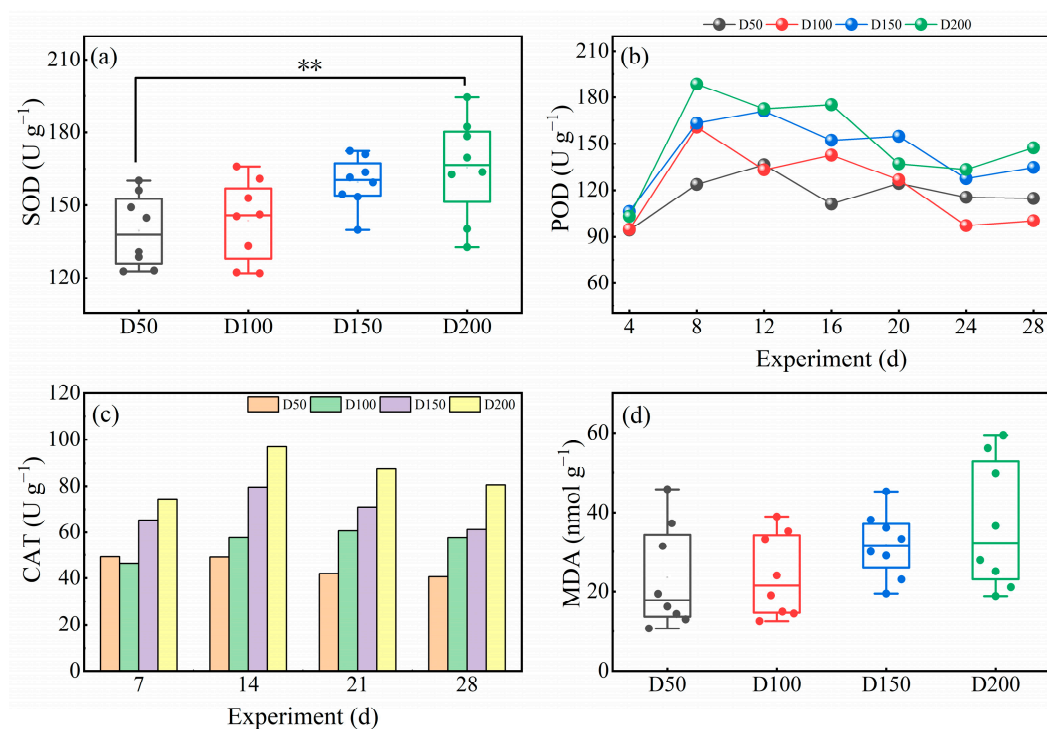 (a)
**
SOD (U g⁻¹)
210
180
150
120
D50 D100 D150 D200
D50 D100 D150 D200
(b)
POD (U g⁻¹)
210
180
150
120
90
60
4 8 12 16 20 24 28
Experiment (d)
(c)
D50 D100 D150 D200
CAT (U g⁻¹)
120
100
80
60
40
20
0
7 14 21 28
Experiment (d)
(d)
MDA (nmol g⁻¹)
60
40
20
0
D50 D100 D150 D200